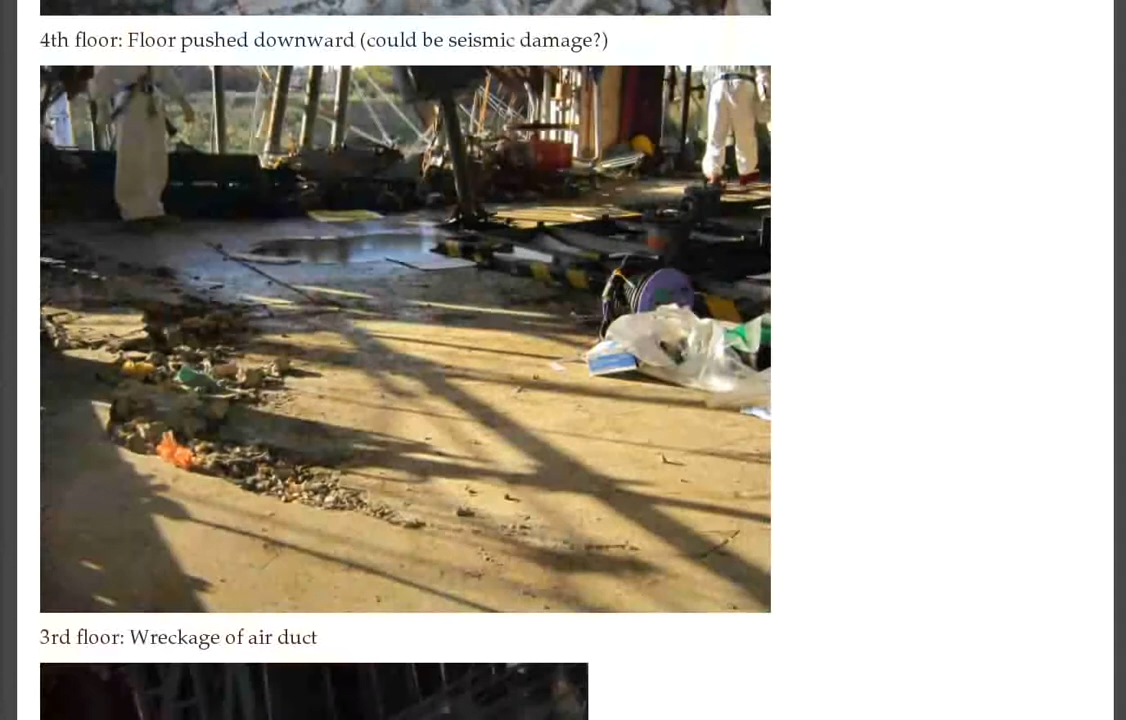 4th floor: Floor pushed downward (could be seismic damage?)
3rd floor: Wreckage of air duct